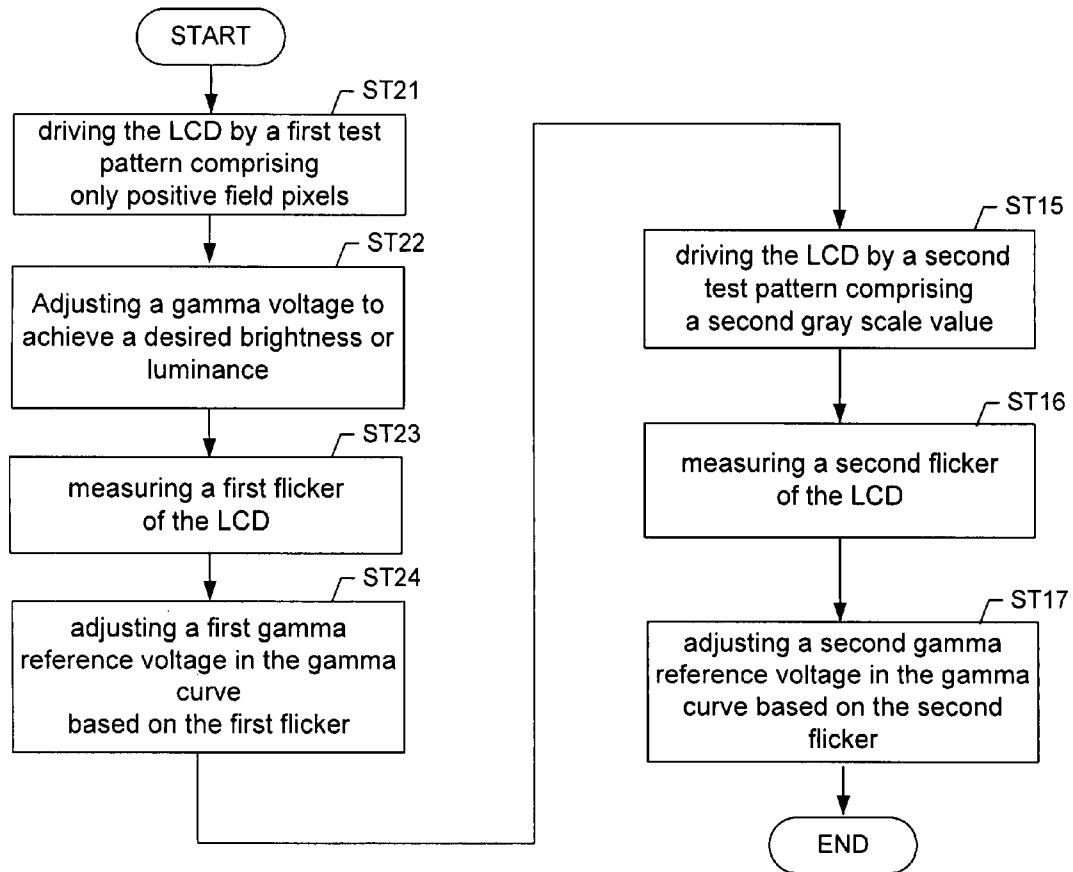 START
ST21
driving the LCD by a first test
pattern comprising
only positive field pixels
ST22
Adjusting a gamma voltage to
achieve a desired brightness or
luminance
ST23
measuring a first flicker
of the LCD
ST24
adjusting a first gamma
reference voltage in the gamma
curve
based on the first flicker
ST15
driving the LCD by a second
test pattern comprising
a second gray scale value
ST16
measuring a second flicker
of the LCD
ST17
adjusting a second gamma
reference voltage in the gamma
curve based on the second
flicker
END